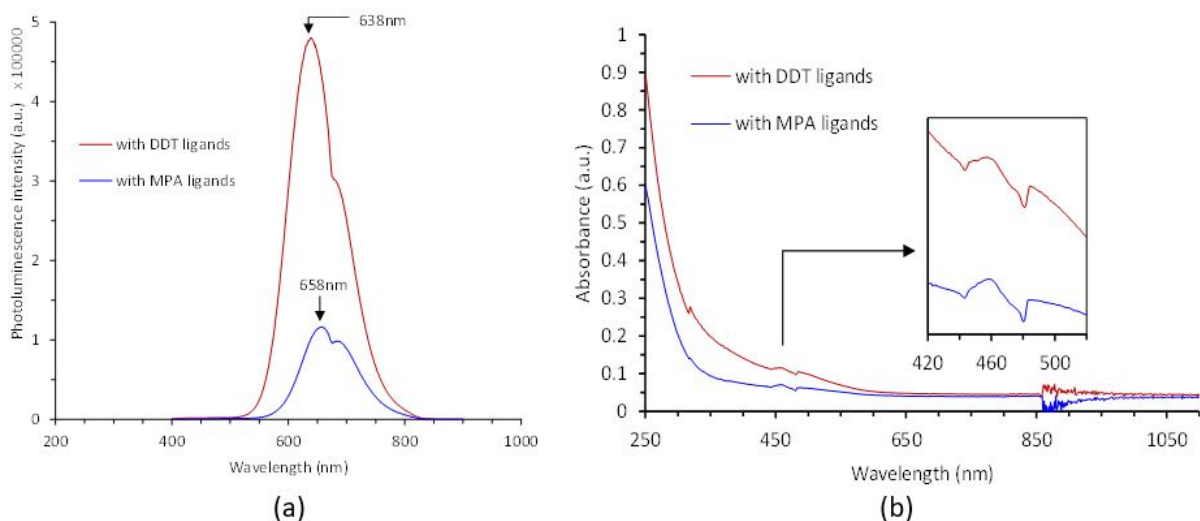 5
4
3
2
1
0
Photoluminescence intensity (a.u.) x 100000
638nm
with DDT ligands
with MPA ligands
658nm
200
400
600
800
1000
Wavelength (nm)
(a)
1
0.9
0.8
0.7
0.6
0.5
0.4
0.3
0.2
0.1
0
Absorbance (a.u.)
with DDT ligands
with MPA ligands
420
460
500
250
450
650
850
1050
Wavelength (nm)
(b)